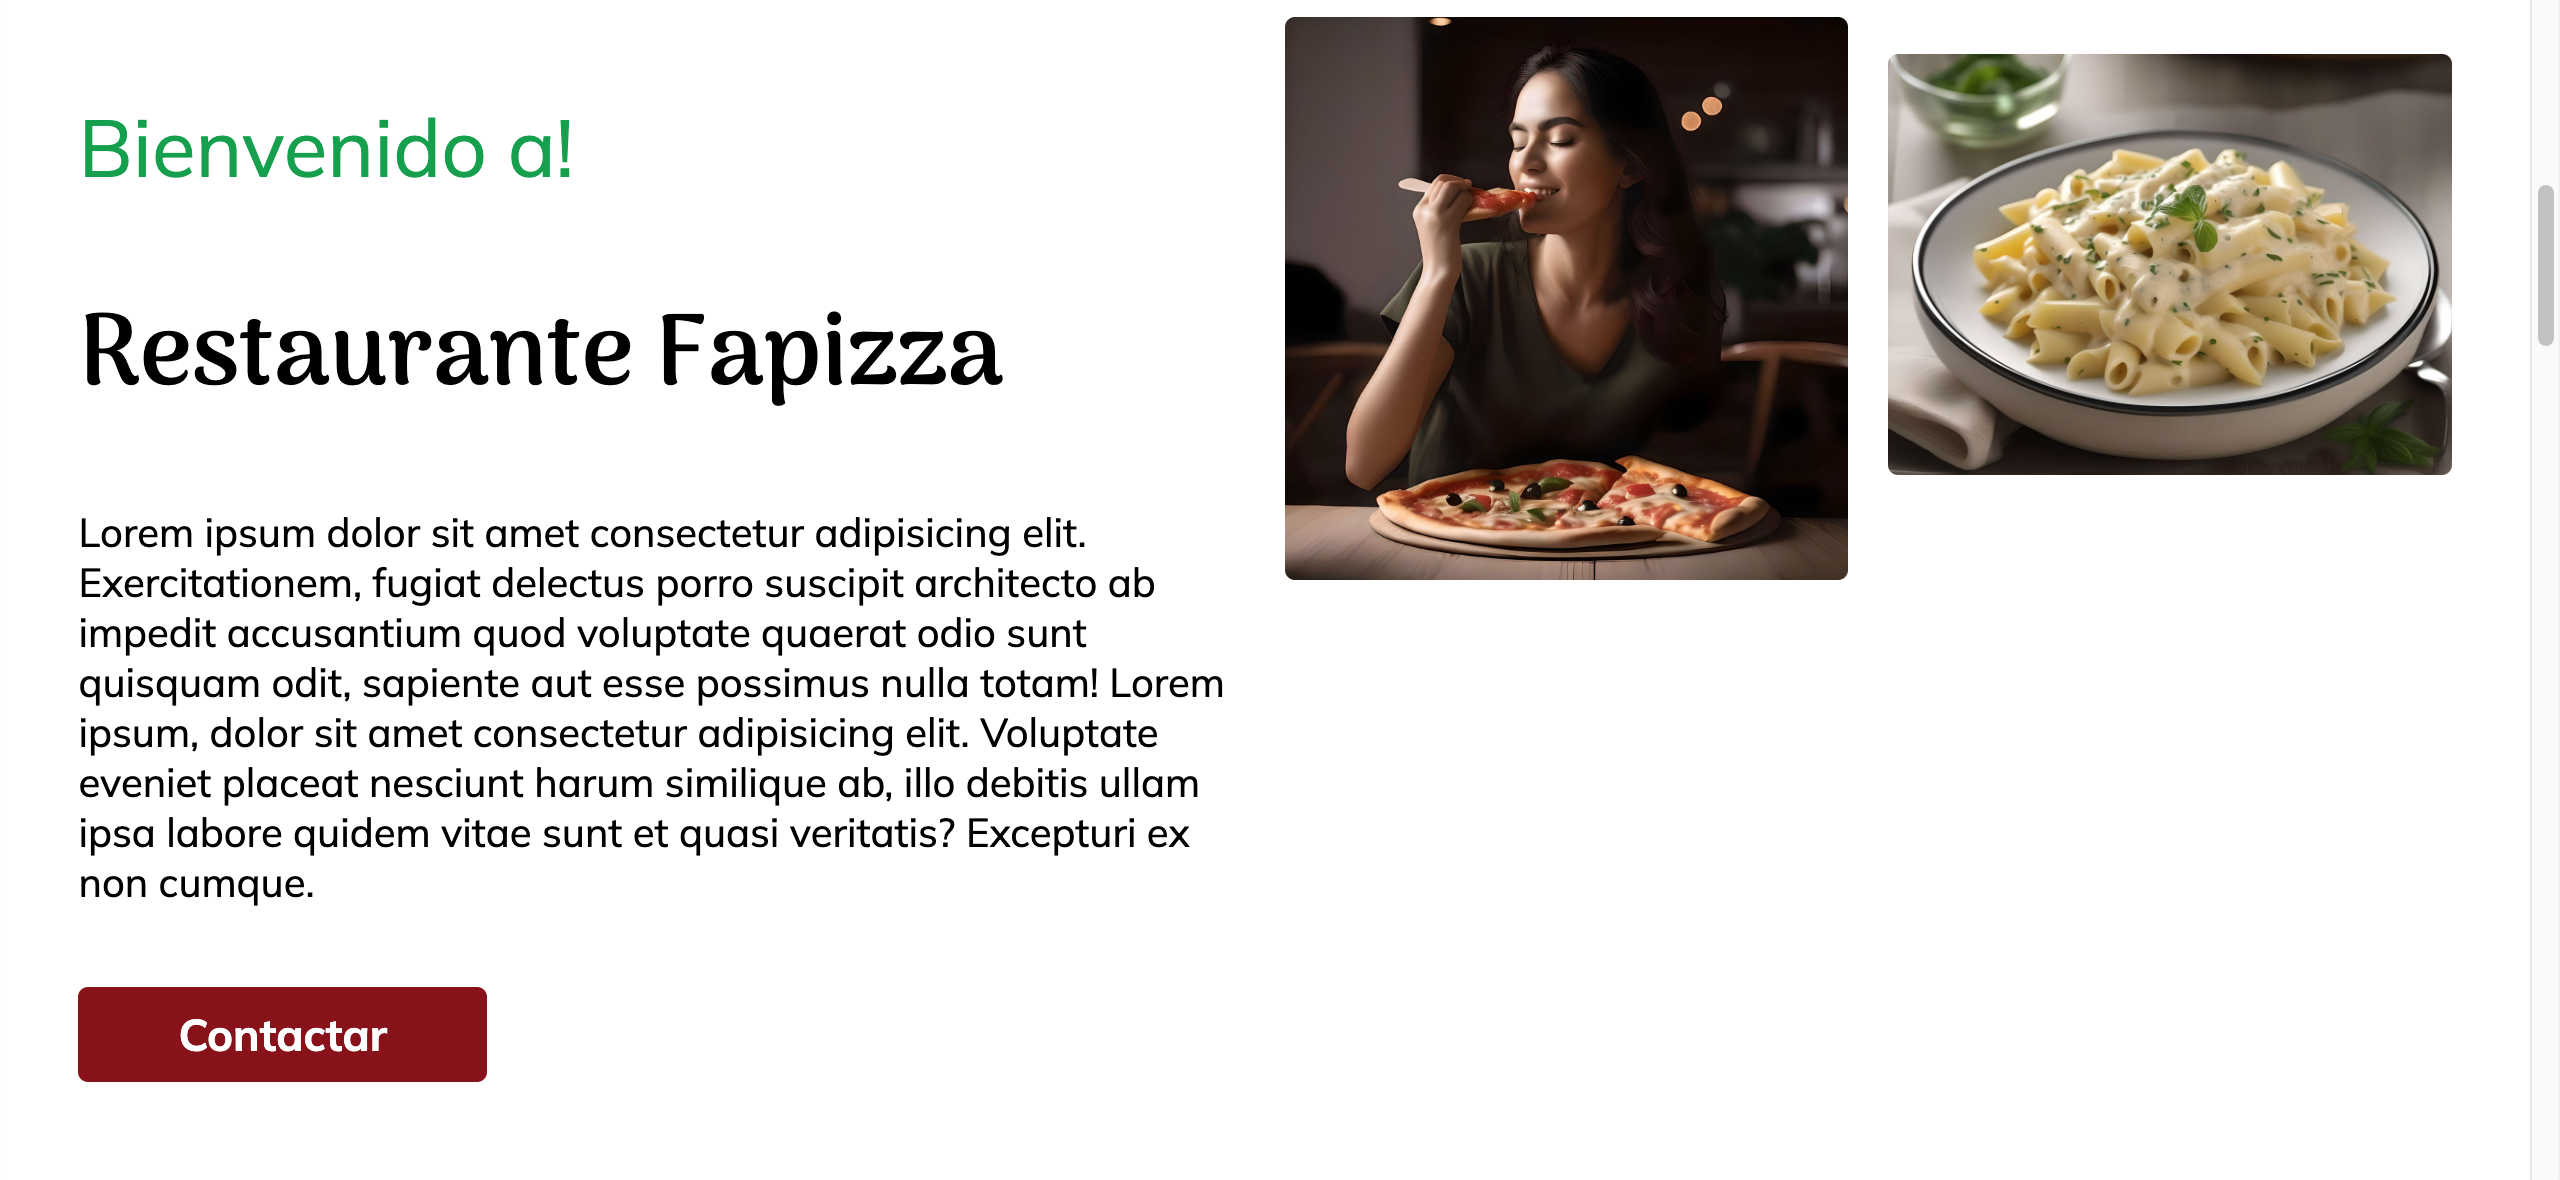 Bienvenido a!
Restaurante Fapizza
Lorem ipsum dolor sit amet consectetur adipisicing elit.
Exercitationem, fugiat delectus porro suscipit architecto ab
impedit accusantium quod voluptate quaerat odio sunt
quisquam odit, sapiente aut esse possimus nulla totam! Lorem
ipsum, dolor sit amet consectetur adipisicing elit. Voluptate
eveniet placeat nesciunt harum similique ab, illo debitis ullam
ipsa labore quidem vitae sunt et quasi veritatis? Excepturi ex
non cumque.
Contactar